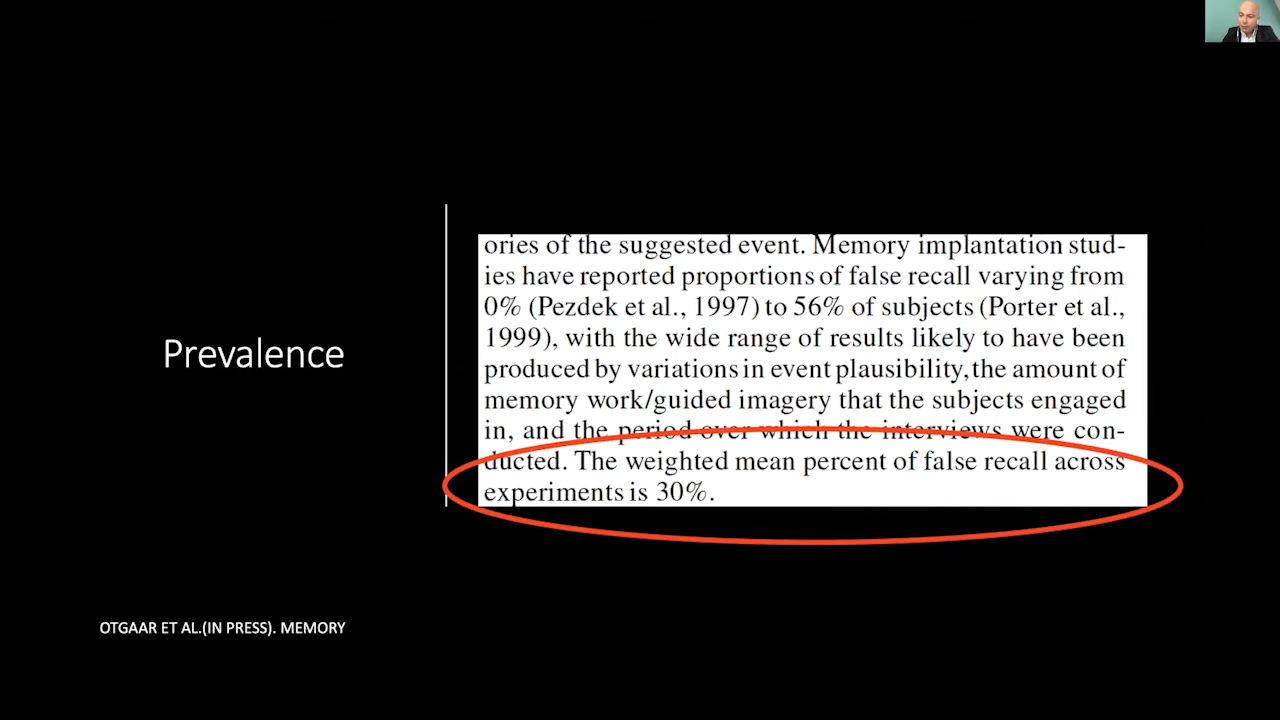 Prevalence
ories of the suggested event. Memory implantation stud-
ies have reported proportions of false recall varying from
0% (Pezdek et al., 1997) to 56% of subjects (Porter et al.,
1999), with the wide range of results likely to have been
produced by variations in event plausibility, the amount of
memory work/guided imagery that the subjects engaged
in, and the period over which the interviews were con-
ducted. The weighted mean percent of false recall across
experiments is 30%.
OTGAAR ET AL.(IN PRESS). MEMORY